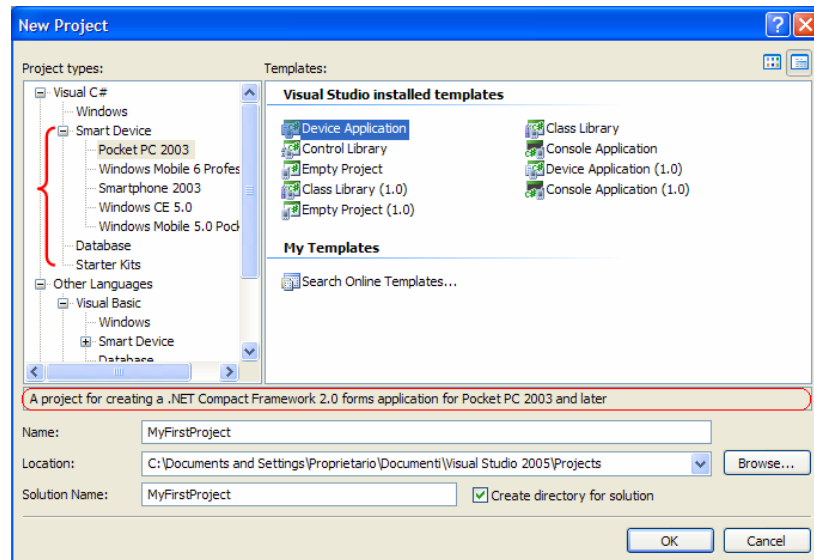 New Project
Project types:
Templates:
Visual C#
Windows
Smart Device
Pocket PC 2003
Windows Mobile 6 Profes
Smartphone 2003
Windows CE 5.0
Windows Mobile 5.0 Pock
Database
Starter Kits
Other Languages
Visual Basic
Windows
Smart Device
Database
Visual Studio installed templates
Device Application
Class Library
Control Library
Console Application
Empty Project
Device Application (1.0)
Class Library (1.0)
Console Application (1.0)
Empty Project (1.0)
My Templates
Search Online Templates...
A project for creating a .NET Compact Framework 2.0 forms application for Pocket PC 2003 and later
Name:
MyFirstProject
Location:
C:\Documents and Settings\Proprietario\Documenti\Visual Studio 2005\Projects
Browse...
Solution Name:
MyFirstProject
Create directory for solution
OK
Cancel